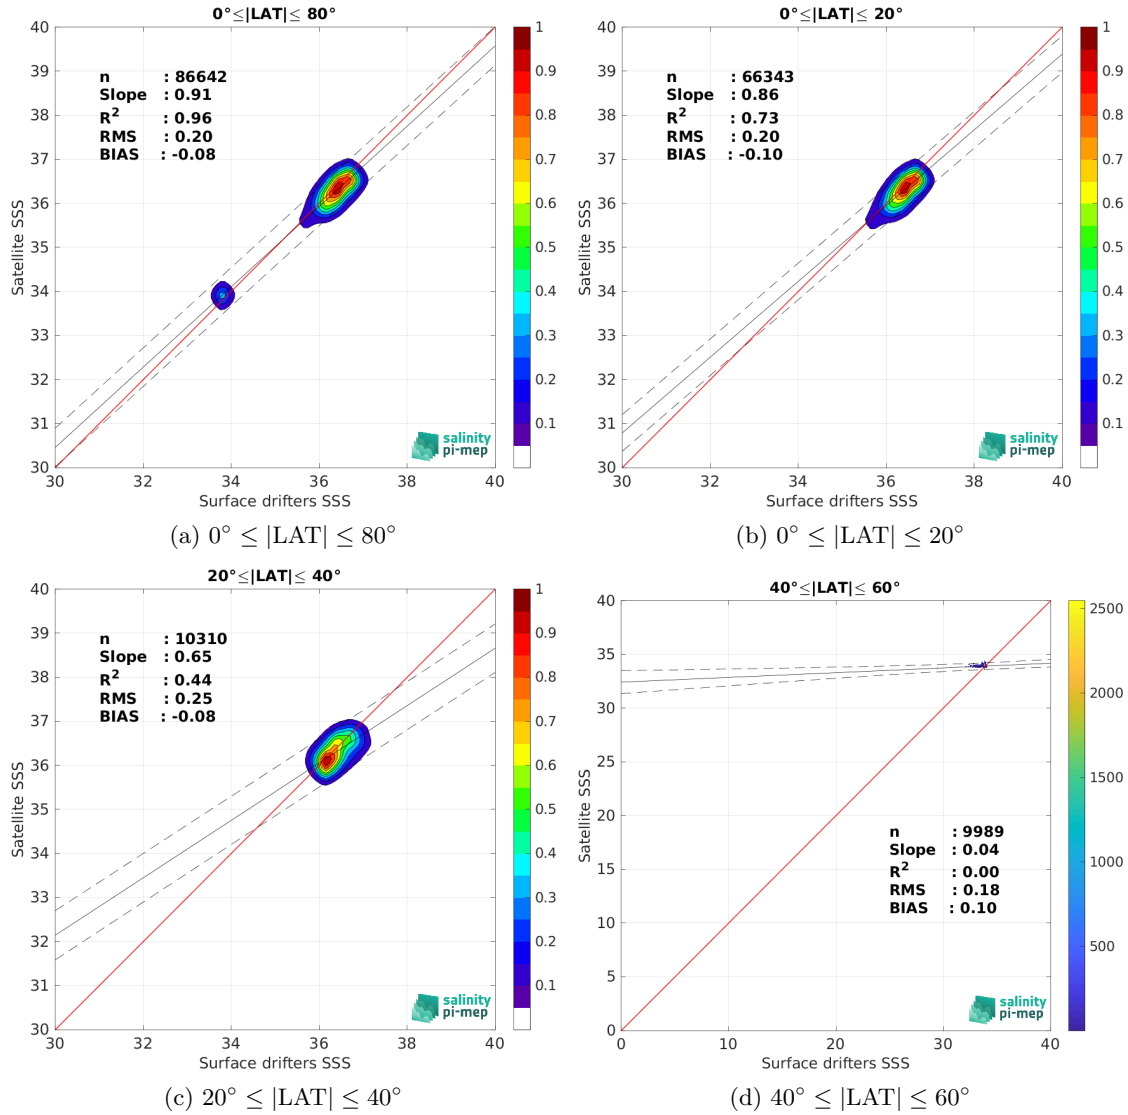 0°≤|LAT|≤ 80°
n : 86642
Slope : 0.91
R2 : 0.96
RMS : 0.20
BIAS : -0.08
Satellite SSS
40
39
38
37
36
35
34
33
32
31
30
30 32 34 36 38 40
Surface drifters SSS
1
0.9
0.8
0.7
0.6
0.5
0.4
0.3
0.2
0.1
salinity
pi-mep
(a) 0° ≤ |LAT| ≤ 80°
0°≤|LAT|≤ 20°
n : 66343
Slope : 0.86
R2 : 0.73
RMS : 0.20
BIAS : -0.10
Satellite SSS
40
39
38
37
36
35
34
33
32
31
30
30 32 34 36 38 40
Surface drifters SSS
1
0.9
0.8
0.7
0.6
0.5
0.4
0.3
0.2
0.1
salinity
pi-mep
(b) 0° ≤ |LAT| ≤ 20°
20°≤|LAT|≤ 40°
n : 10310
Slope : 0.65
R2 : 0.44
RMS : 0.25
BIAS : -0.08
Satellite SSS
40
39
38
37
36
35
34
33
32
31
30
30 32 34 36 38 40
Surface drifters SSS
1
0.9
0.8
0.7
0.6
0.5
0.4
0.3
0.2
0.1
salinity
pi-mep
(c) 20° ≤ |LAT| ≤ 40°
40°≤|LAT|≤ 60°
n : 9989
Slope : 0.04
R2 : 0.00
RMS : 0.18
BIAS : 0.10
Satellite SSS
40
35
30
25
20
15
10
5
0
0 10 20 30 40
Surface drifters SSS
2500
2000
1500
1000
500
salinity
pi-mep
(d) 40° ≤ |LAT| ≤ 60°